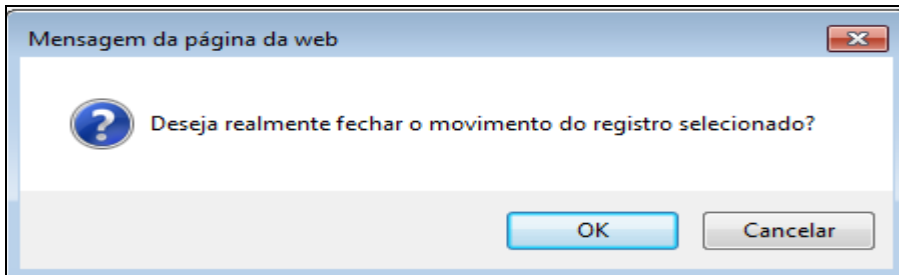 Mensagem da página da web
Deseja realmente fechar o movimento do registro selecionado?
OK
Cancelar